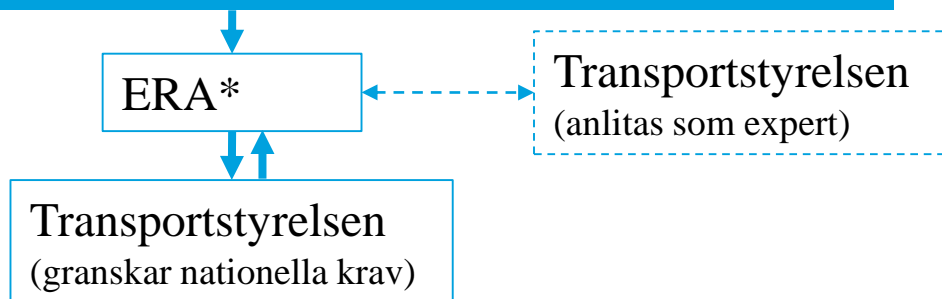 ERA*
Transportstyrelsen
(anlitas som expert)
Transportstyrelsen
(granskar nationella krav)